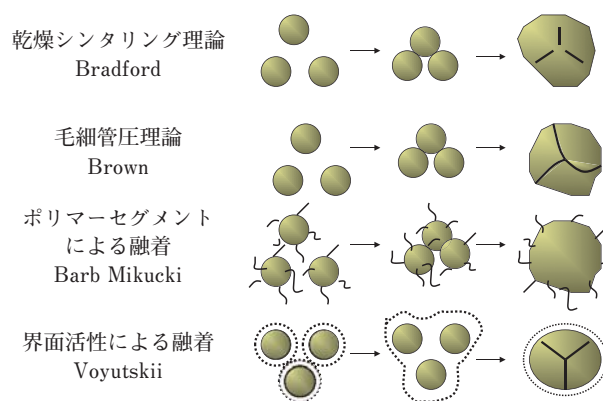 乾燥シンタリング理論
Bradford
毛細管圧理論
Brown
ポリマーセグメント
による融着
Barb Mikucki
界面活性による融着
Voyutskii